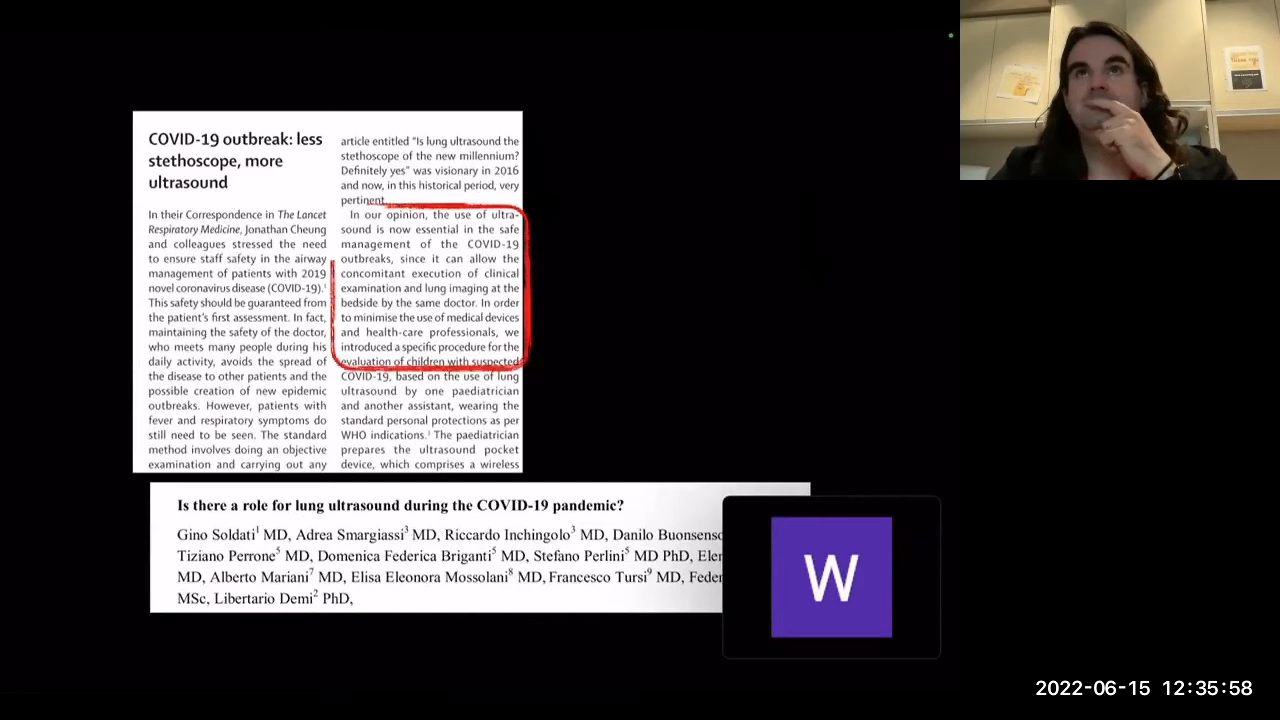 COVID-19 outbreak: less
stethoscope, more
ultrasound
In their Correspondence in The Lancet
Respiratory Medicine, Jonathan Cheung
and colleagues stressed the need
to ensure staff safety in the airway
management of patients with 2019
novel coronavirus disease (COVID-19).¹
This safety should be guaranteed from
the patient's first assessment. In fact,
maintaining the safety of the doctor,
who meets many people during his
daily activity, avoids the spread of
the disease to other patients and the
possible creation of new epidemic
outbreaks. However, patients with
fever and respiratory symptoms do
still need to be seen. The standard
method involves doing an objective
examination and carrying out any
article entitled "Is lung ultrasound the
stethoscope of the new millennium?
Definitely yes" was visionary in 2016
and now, in this historical period, very
pertinent.
In our opinion, the use of ultra-
sound is now essential in the safe
management of the COVID-19
outbreaks, since it can allow the
concomitant execution of clinical
examination and lung imaging at the
bedside by the same doctor. In order
to minimise the use of medical devices
and health-care professionals, we
introduced a specific procedure for the
evaluation of children with suspected
COVID-19, based on the use of lung
ultrasound by one paediatrician
and another assistant, wearing the
standard personal protections as per
WHO indications.³ The paediatrician
prepares the ultrasound pocket
device, which comprises a wireless
Is there a role for lung ultrasound during the COVID-19 pandemic?
Gino Soldati¹ MD, Adrea Smargiassi³ MD, Riccardo Inchingolo³ MD, Danilo Buonsenso
Tiziano Perrone⁵ MD, Domenica Federica Briganti⁵ MD, Stefano Perlini⁵ MD PhD, Eler
MD, Alberto Mariani⁷ MD, Elisa Eleonora Mossolani⁸ MD, Francesco Tursi⁹ MD, Feder
MSc, Libertario Demi² PhD,
W
2022-06-15 12:35:58